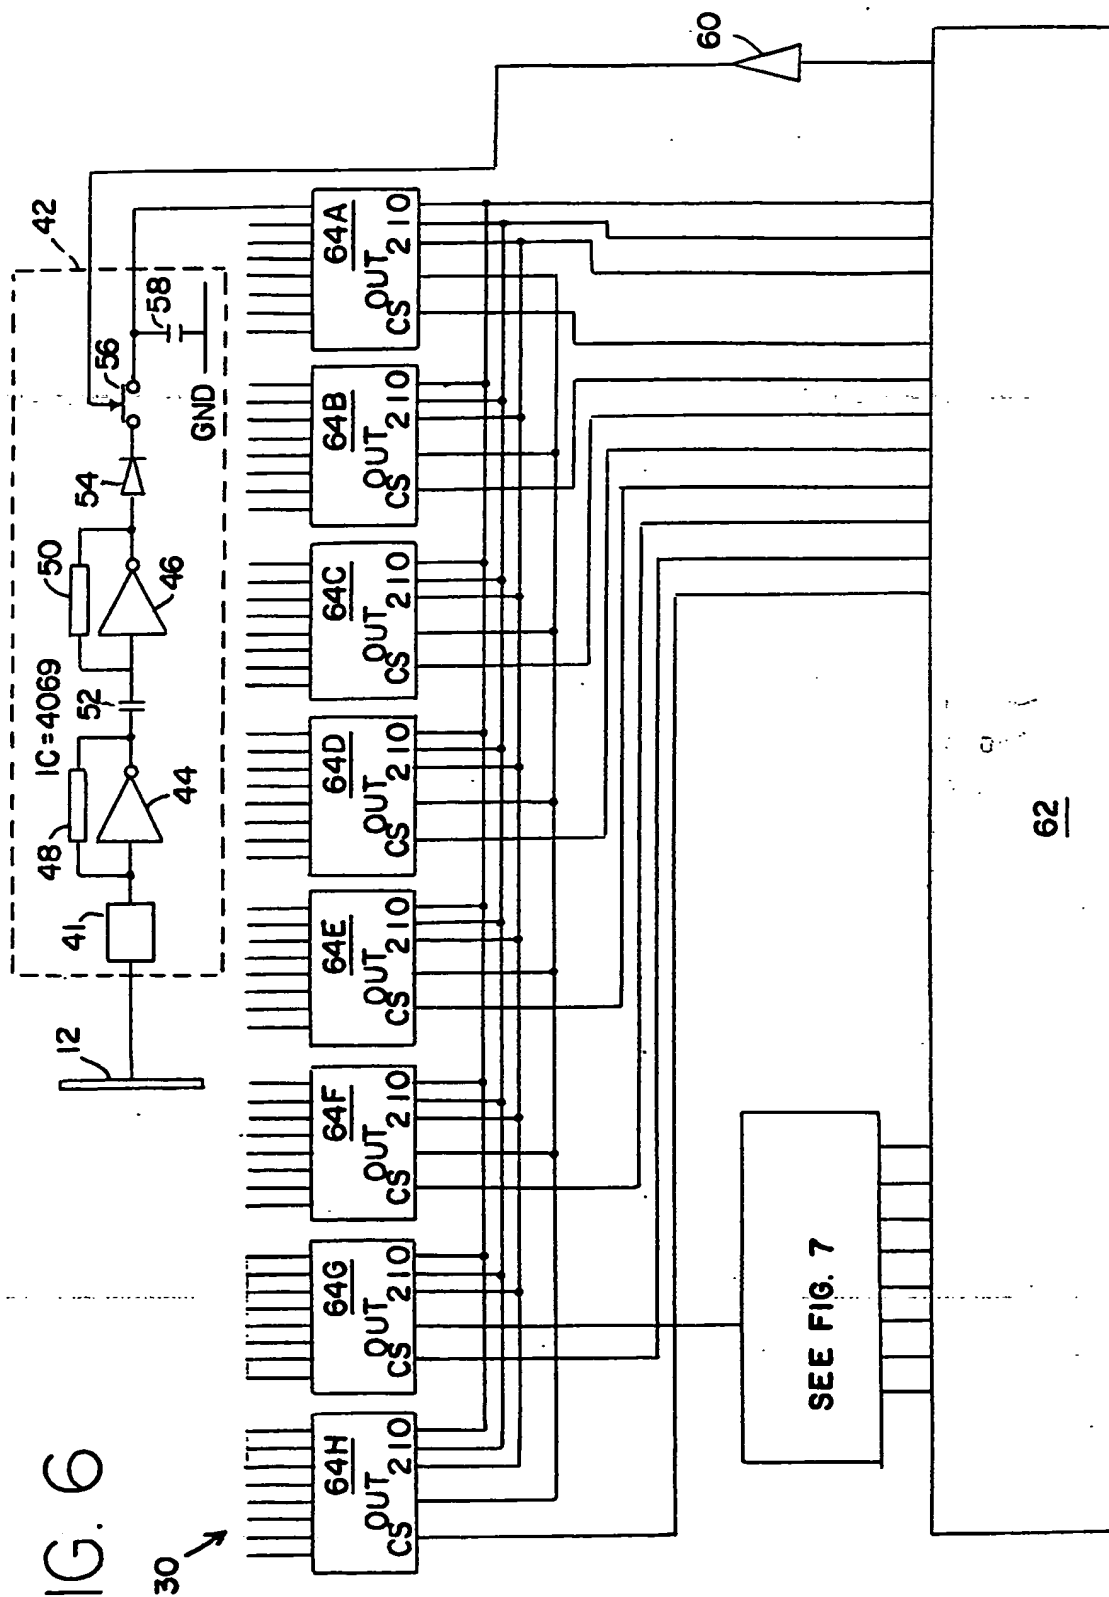 IG. 6
30
12
41
48
44
IC=4069
52
50
46
54
56
58
GND
42
60
64H
OUT
CS
2 1 0
64G
OUT
CS
2 1 0
64F
OUT
CS
2 1 0
64E
OUT
CS
2 1 0
64D
OUT
CS
2 1 0
64C
OUT
CS
2 1 0
64B
OUT
CS
2 1 0
64A
OUT
CS
2 1 0
SEE FIG. 7
62